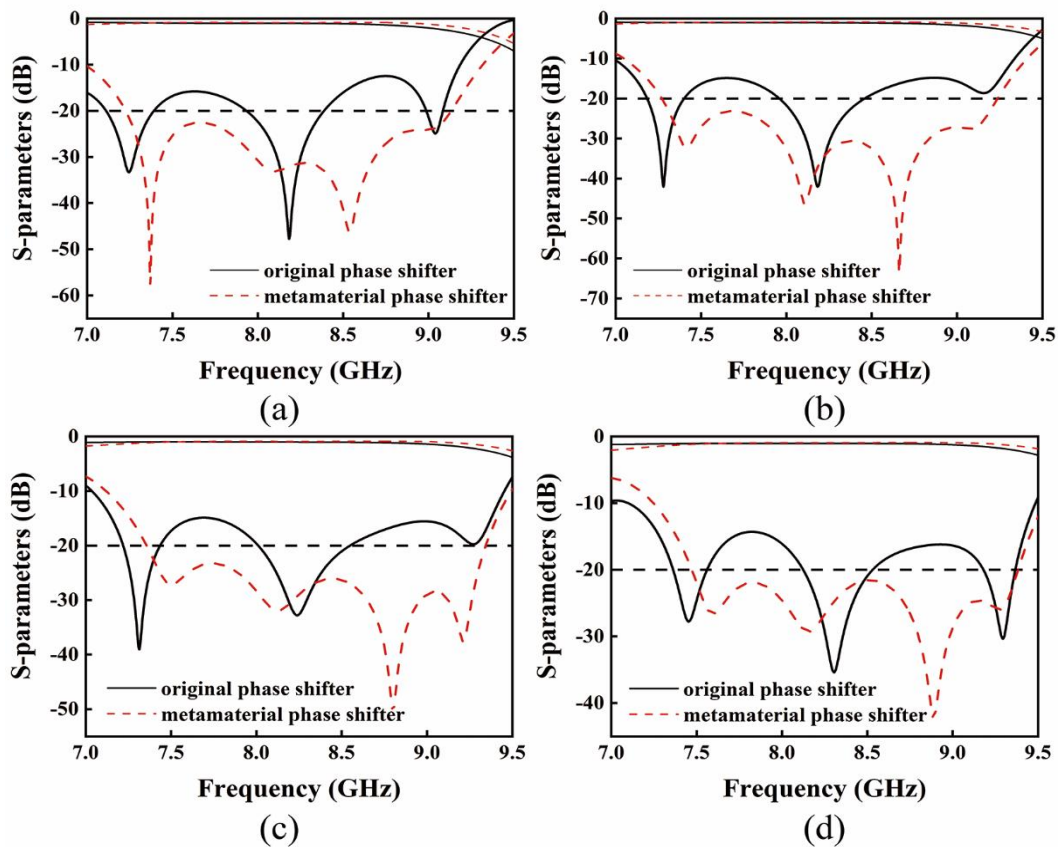 S-parameters (dB)
0
-10
-20
-30
-40
-50
-60
original phase shifter
metamaterial phase shifter
7.0 7.5 8.0 8.5 9.0 9.5
Frequency (GHz)
(a)
S-parameters (dB)
0
-10
-20
-30
-40
-50
-60
-70
original phase shifter
metamaterial phase shifter
7.0 7.5 8.0 8.5 9.0 9.5
Frequency (GHz)
(b)
S-parameters (dB)
0
-10
-20
-30
-40
-50
original phase shifter
metamaterial phase shifter
7.0 7.5 8.0 8.5 9.0 9.5
Frequency (GHz)
(c)
S-parameters (dB)
0
-10
-20
-30
-40
original phase shifter
metamaterial phase shifter
7.0 7.5 8.0 8.5 9.0 9.5
Frequency (GHz)
(d)